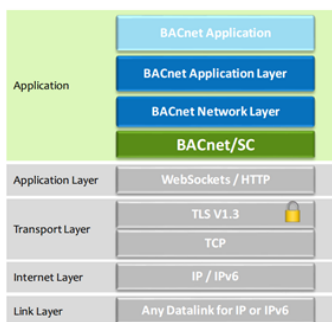 BACnet Application
BACnet Application Layer
Application
BACnet Network Layer
BACnet/SC
Application Layer
WebSockets / HTTP
TLS V1.3
Transport Layer
TCP
Internet Layer
IP / IPv6
Link Layer
Any Datalink for IP or IPv6